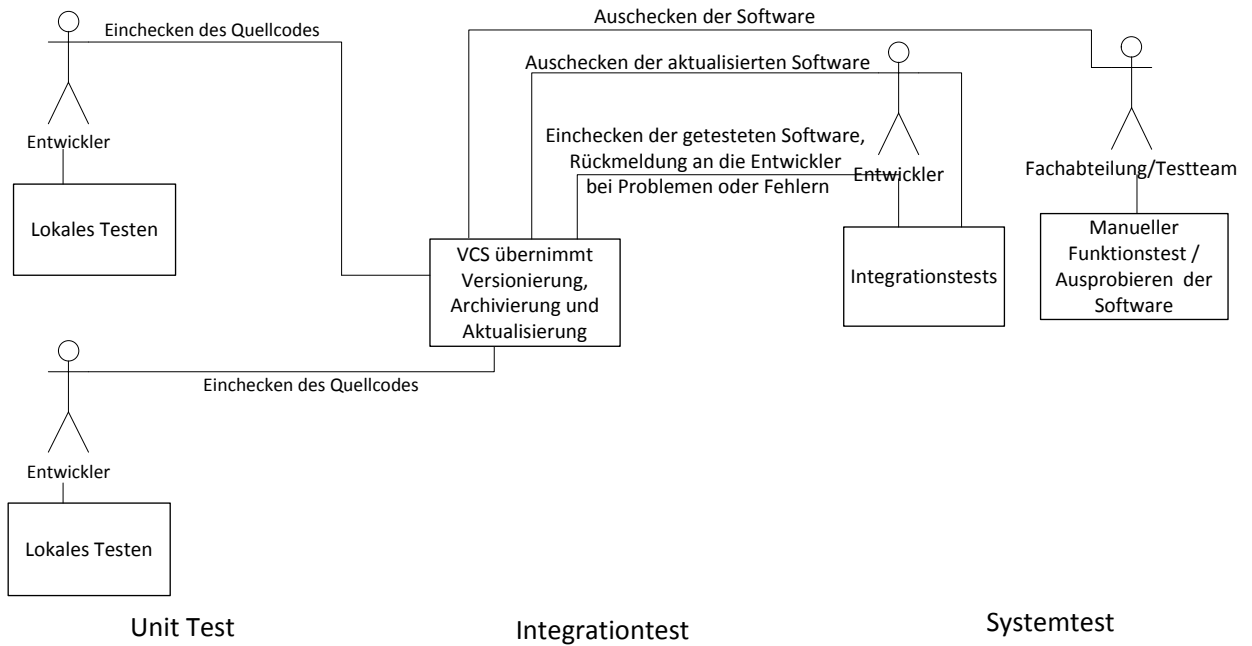 Einchecken des Quellcodes
Entwickler
Lokales Testen
Auschecken der Software
Auschecken der aktualisierten Software
Einchecken der getesteten Software,
Rückmeldung an die Entwickler
bei Problemen oder Fehlern
Entwickler
Fachabteilung/Testteam
VCS übernimmt
Versionierung,
Archivierung und
Aktualisierung
Integrationstests
Manueller
Funktionstest /
Ausprobieren der
Software
Einchecken des Quellcodes
Entwickler
Lokales Testen
Unit Test
Integrationtest
Systemtest